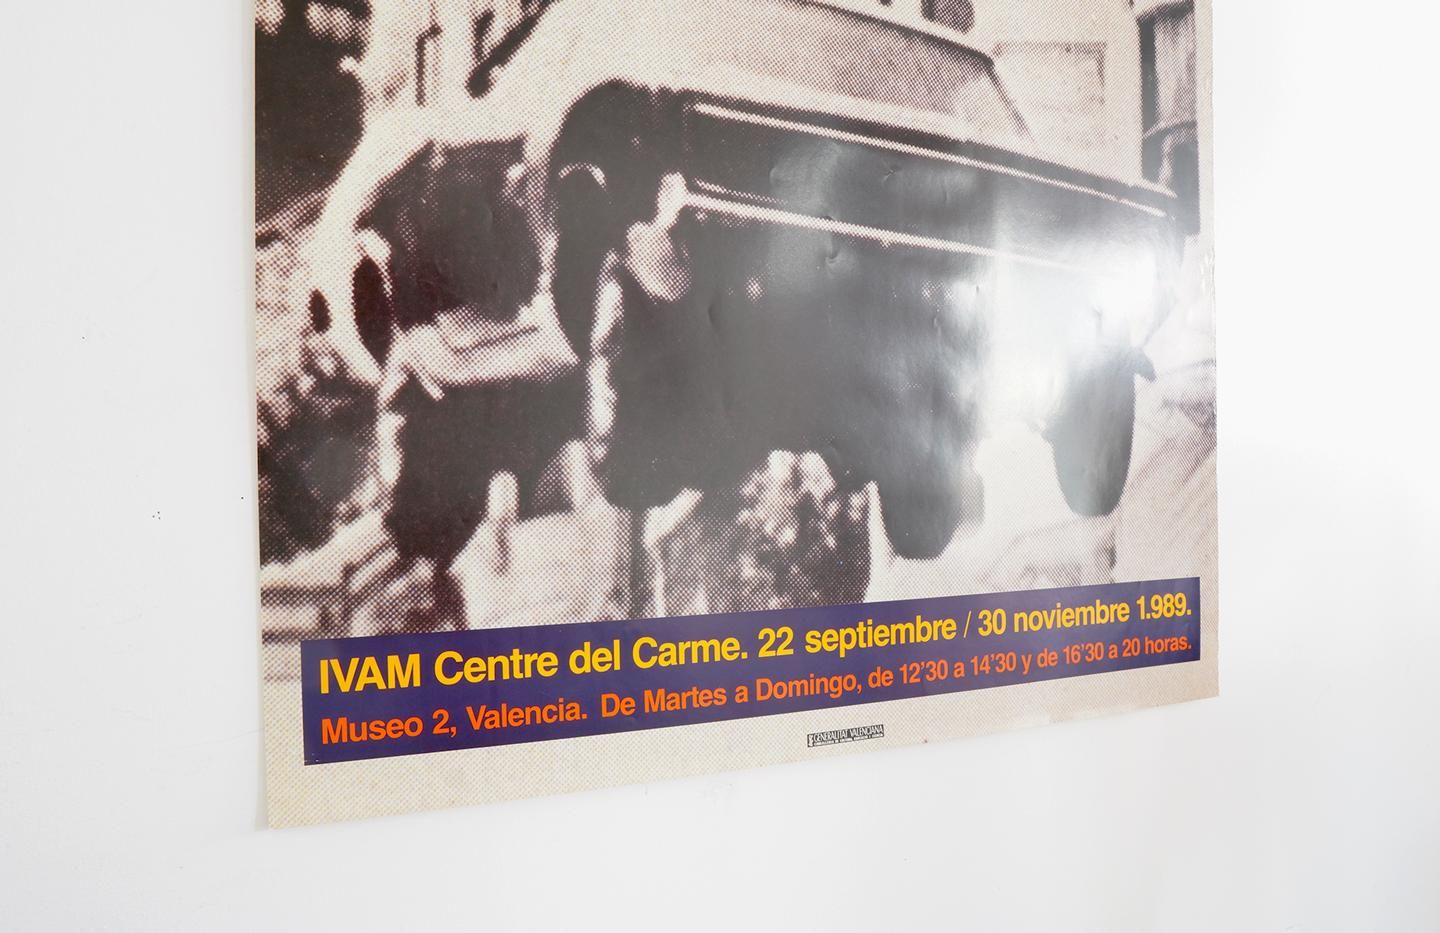 IVAM Centre del Carme. 22 septiembre / 30 noviembre 1.989.
Museo 2, Valencia. De Martes a Domingo, de 12'30 a 14'30 y de 16'30 a 20 horas.
GENERALITAT VALENCIANA